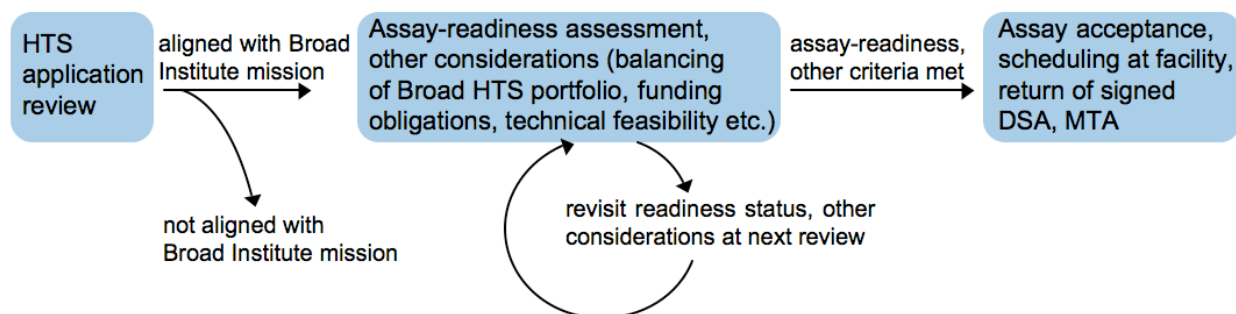 HTS
application
review
aligned with Broad
Institute mission
not aligned with
Broad Institute mission
Assay-readiness assessment,
other considerations (balancing
of Broad HTS portfolio, funding
obligations, technical feasibility etc.)
revisit readiness status, other
considerations at next review
assay-readiness,
other criteria met
Assay acceptance,
scheduling at facility,
return of signed
DSA, MTA